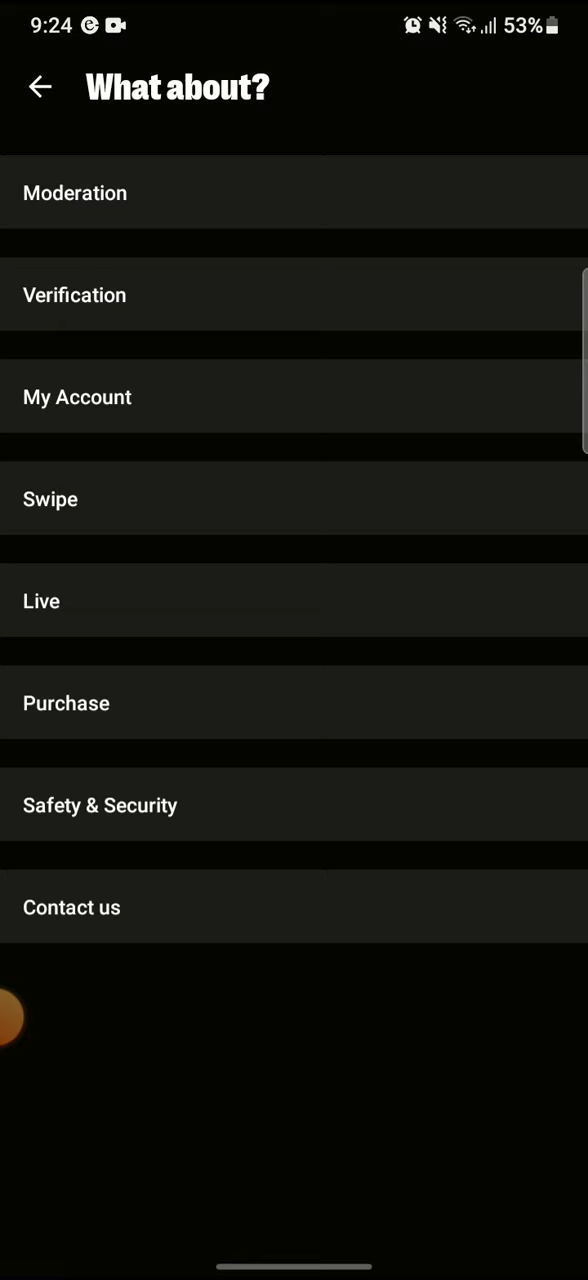 9:24 53%
What about?
Moderation
Verification
My Account
Swipe
Live
Purchase
Safety & Security
Contact us